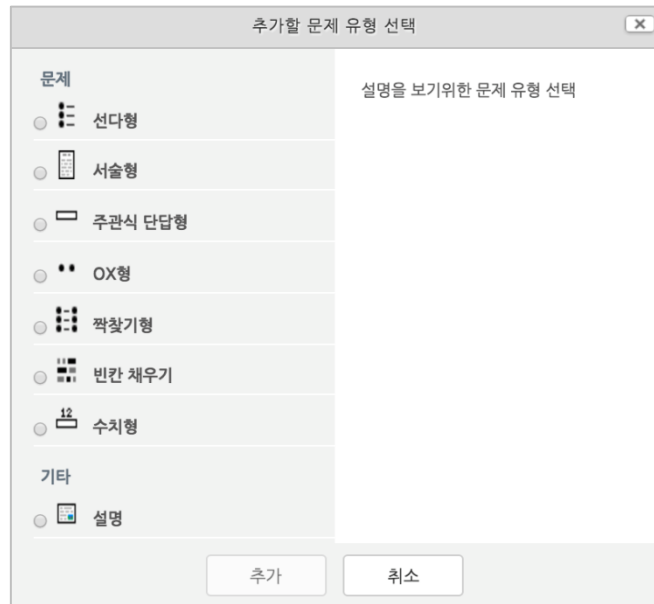 추가할 문제 유형 선택
문제
선다형
서술형
주관식 단답형
OX형
짝찾기형
빈칸 채우기
12
수치형
기타
설명
설명을 보기위한 문제 유형 선택
추가
취소